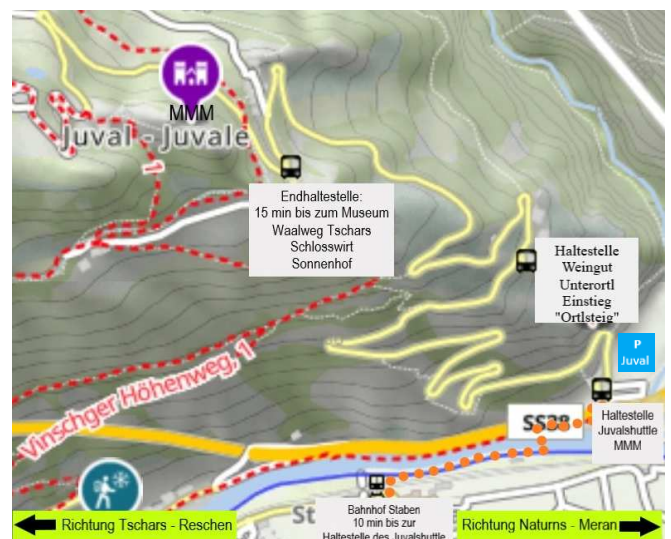 MMM
Juval - Juvale
1
Endhaltestelle:
15 min bis zum Museum
Waalweg Tschars
Schlosswirt
Sonnenhof
Haltestelle
Weingut
Unterortl
Einstieg
"Ortlsteig"
P
Juval
Vinschger Höhenweg, 1
SS38
Haltestelle
Juvalshuttle
MMM
St
Bahnhof Staben
10 min bis zur
Haltestelle des Juvalshuttle
Richtung Tschars - Reschen
Richtung Naturns - Meran